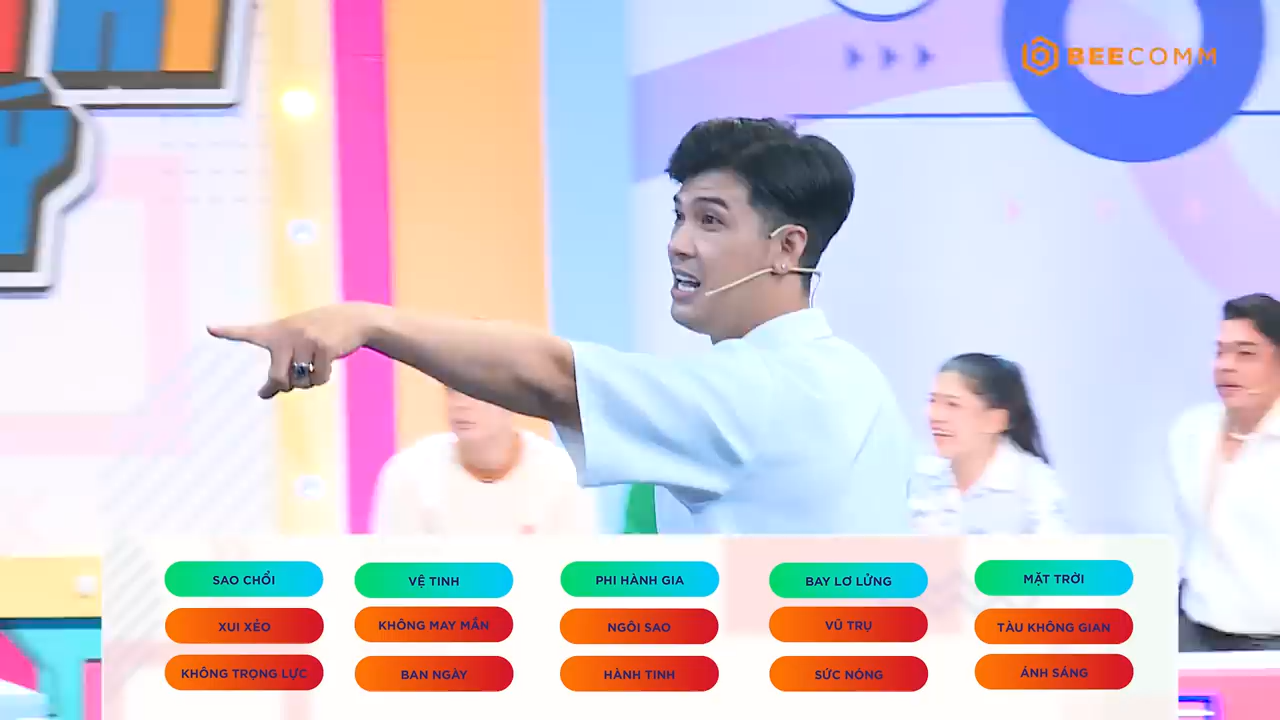 BEECOMM
SAO CHỔI
VỆ TINH
PHI HÀNH GIA
BAY LƠ LỬNG
MẶT TRỜI
XUI XẺO
KHÔNG MAY MẮN
NGÔI SAO
VŨ TRỤ
TÀU KHÔNG GIAN
KHÔNG TRỌNG LỰC
BAN NGÀY
HÀNH TINH
SỨC NÓNG
ÁNH SÁNG